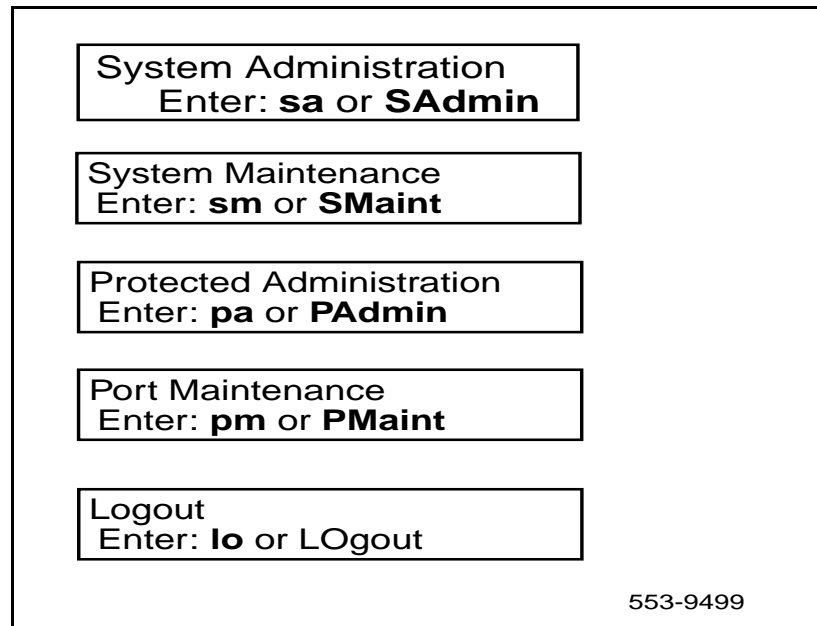 System Administration
Enter: sa or SAdmin
System Maintenance
Enter: sm or SMaint
Protected Administration
Enter: pa or PAdmin
Port Maintenance
Enter: pm or PMaint
Logout
Enter: lo or LOgout
553-9499